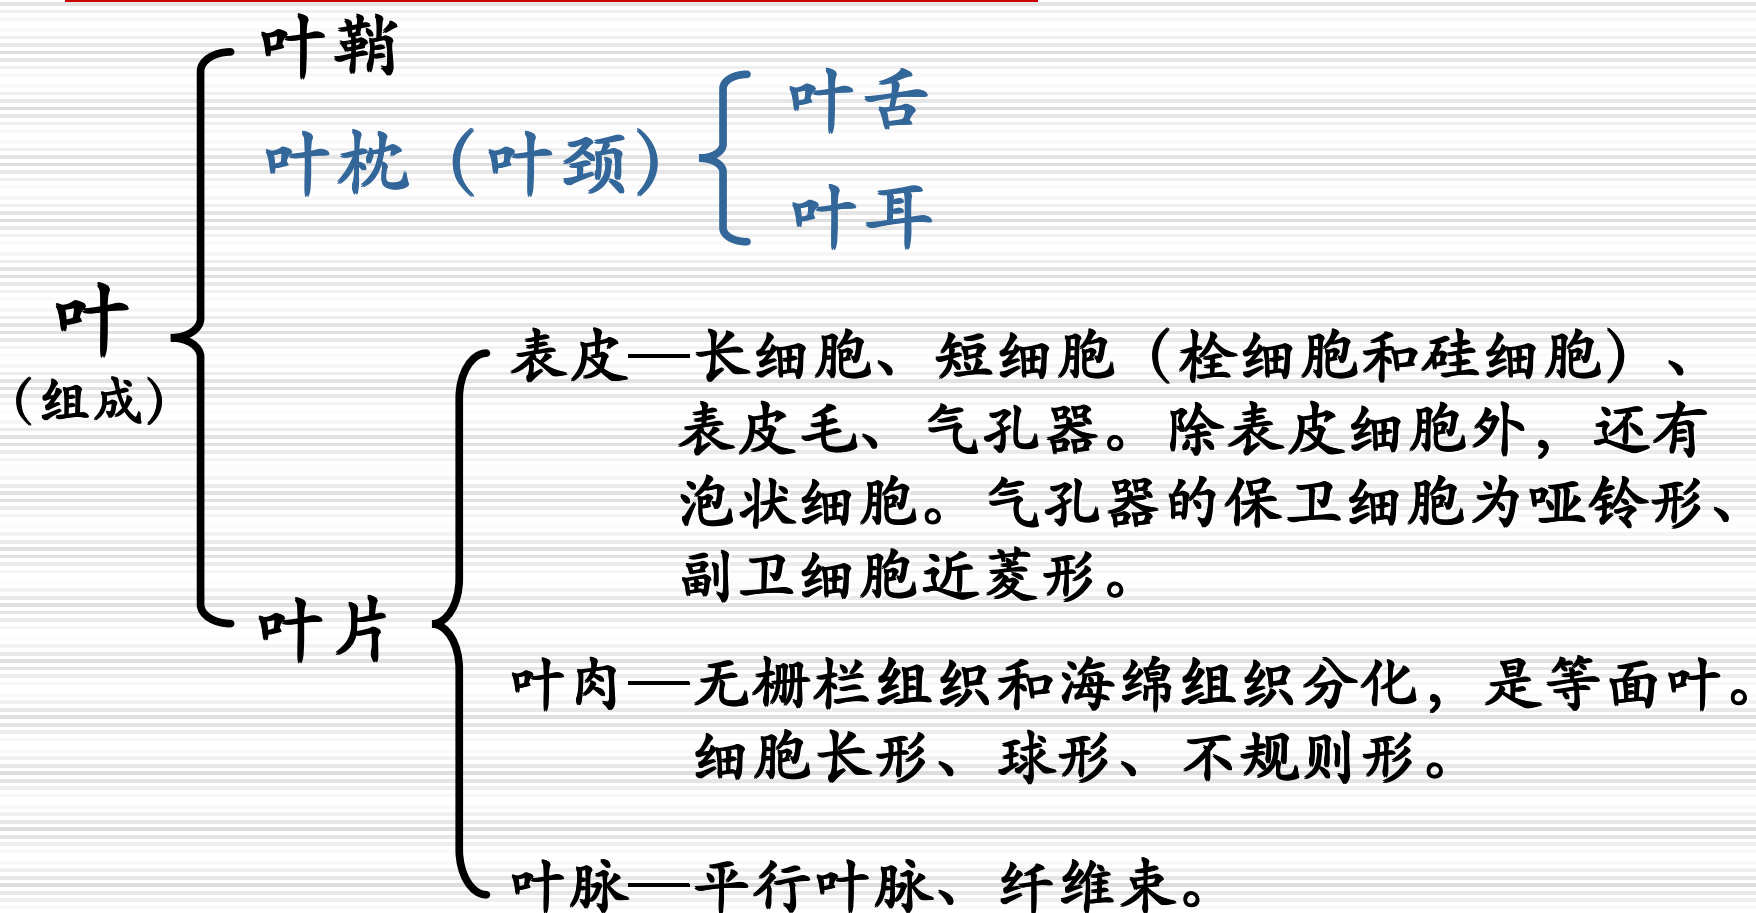 叶鞘
叶枕（叶颈）
叶舌
叶耳
叶
（组成）
表皮—长细胞、短细胞（栓细胞和硅细胞）、
表皮毛、气孔器。除表皮细胞外，还有
泡状细胞。气孔器的保卫细胞为哑铃形、
副卫细胞近菱形。
叶片
叶肉—无栅栏组织和海绵组织分化，是等面叶。
细胞长形、球形、不规则形。
叶脉—平行叶脉、纤维束。